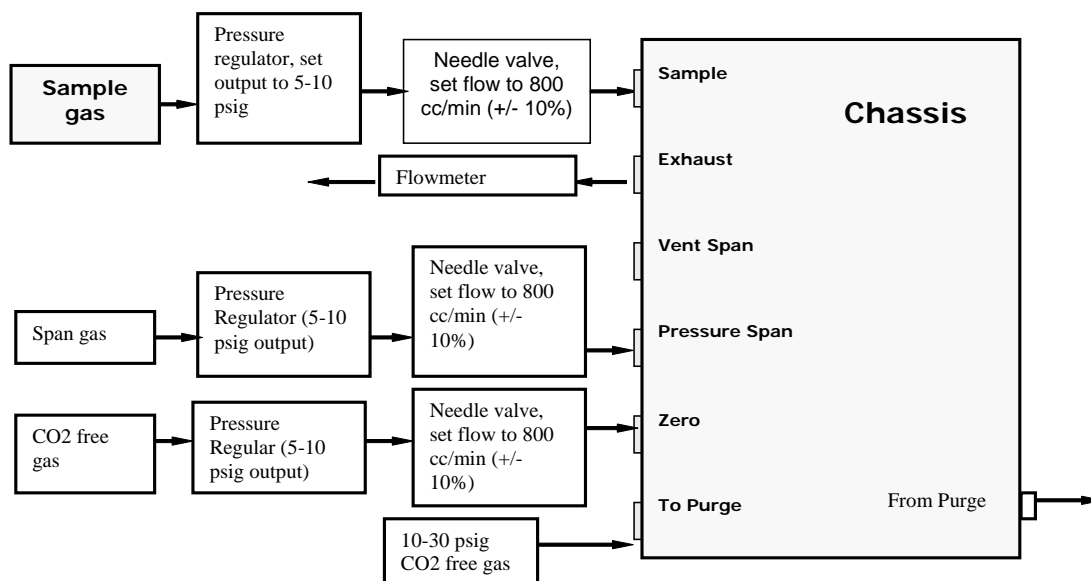 Sample
gas
Pressure
regulator, set
output to 5-10
psig
Needle valve,
set flow to 800
cc/min (+/- 10%)
Sample
Chassis
Exhaust
Flowmeter
Vent Span
Span gas
Pressure
Regulator (5-10
psig output)
Needle valve,
set flow to 800
cc/min (+/-
10%)
Pressure Span
CO2 free
gas
Pressure
Regular (5-10
psig output)
Needle valve,
set flow to 800
cc/min (+/-
10%)
Zero
To Purge
From Purge
10-30 psig
CO2 free gas